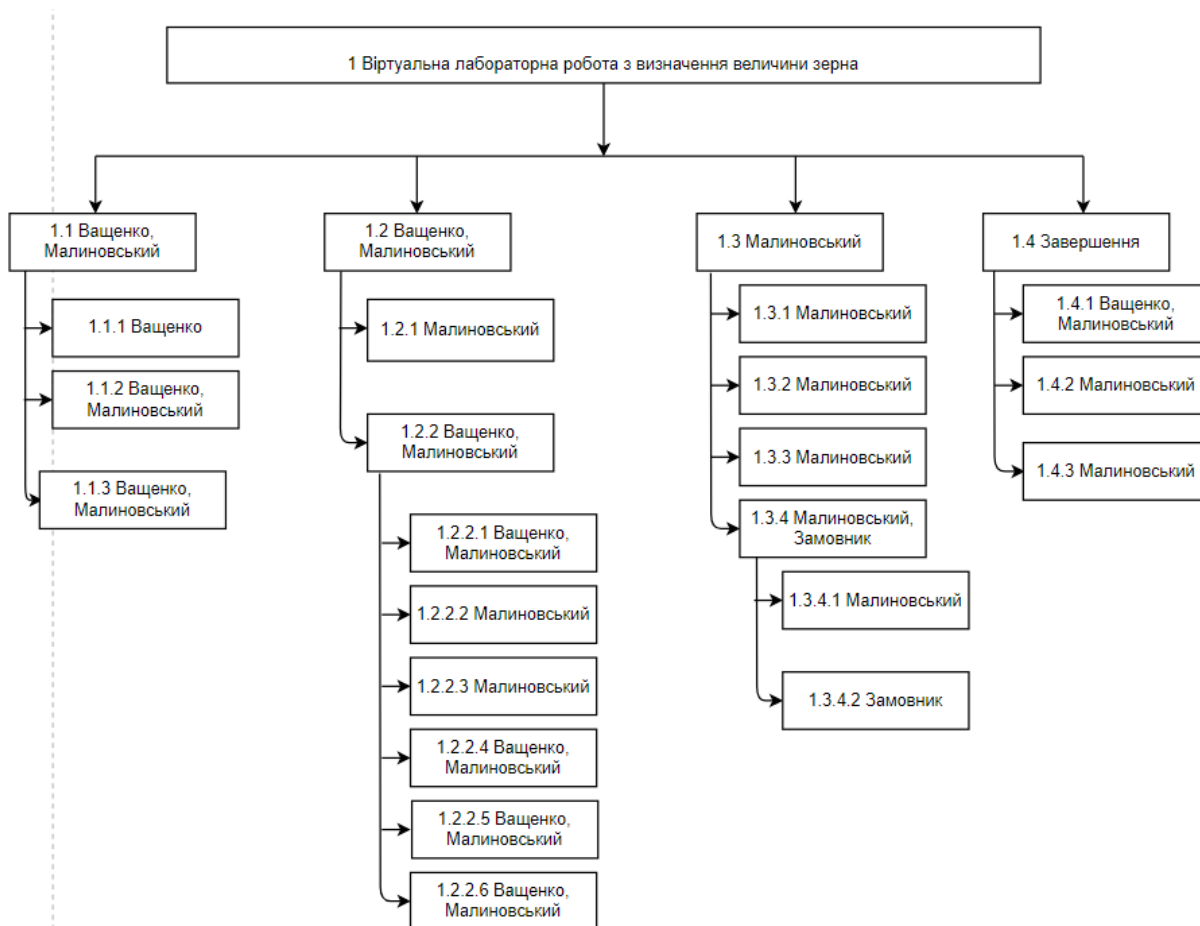 1 Віртуальна лабораторна робота з визначення величини зерна
1.1 Ващенко,
Малиновський
1.1.1 Ващенко
1.1.2 Ващенко,
Малиновський
1.1.3 Ващенко,
Малиновський
1.2 Ващенко,
Малиновський
1.2.1 Малиновський
1.2.2 Ващенко,
Малиновський
1.2.2.1 Ващенко,
Малиновський
1.2.2.2 Малиновський
1.2.2.3 Малиновський
1.2.2.4 Ващенко,
Малиновський
1.2.2.5 Ващенко,
Малиновський
1.2.2.6 Ващенко,
Малиновський
1.3 Малиновський
1.3.1 Малиновський
1.3.2 Малиновський
1.3.3 Малиновський
1.3.4 Малиновський,
Замовник
1.3.4.1 Малиновський
1.3.4.2 Замовник
1.4 Завершення
1.4.1 Ващенко,
Малиновський
1.4.2 Малиновський
1.4.3 Малиновський